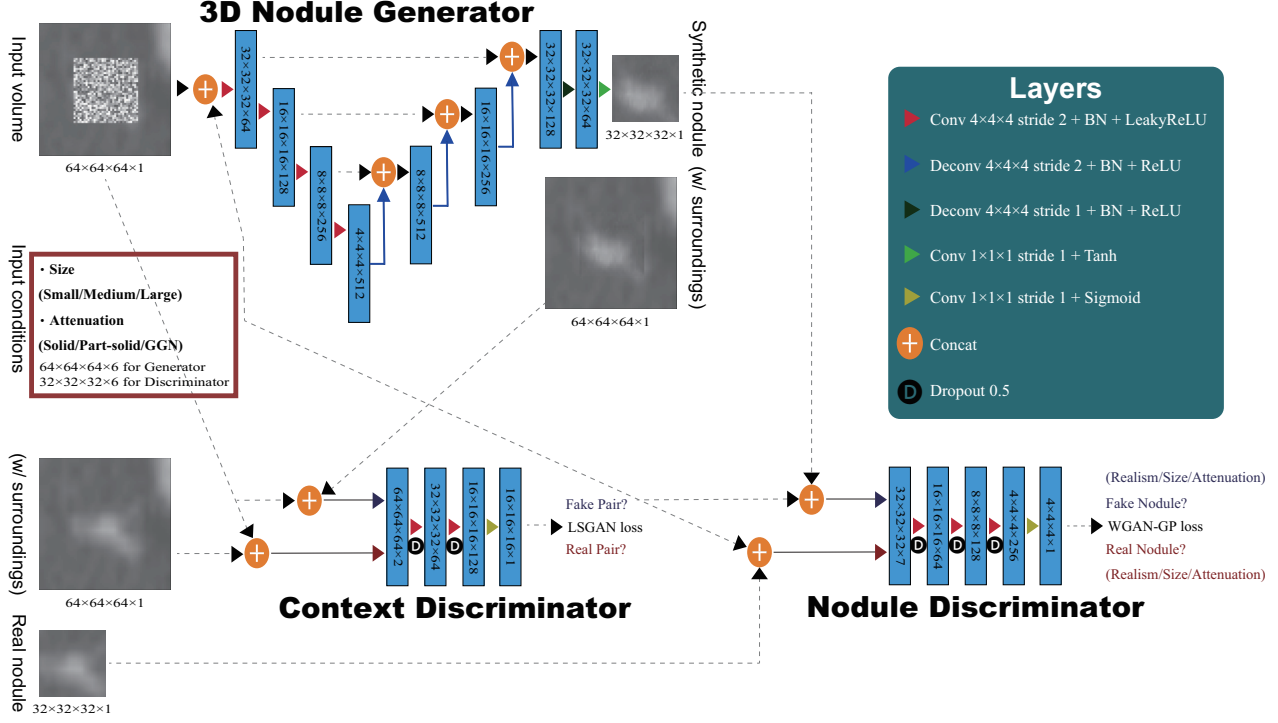 3D Nodule Generator
Input volume
64×64×64×1
32×32×32×64
16×16×16×128
8×8×8×256
4×4×4×512
8×8×8×512
16×16×16×256
32×32×32×128
32×32×32×64
32×32×32×1
Synthetic nodule (w/ surroundings)
64×64×64×1
Layers
Conv 4×4×4 stride 2 + BN + LeakyReLU
Deconv 4×4×4 stride 2 + BN + ReLU
Deconv 4×4×4 stride 1 + BN + ReLU
Conv 1×1×1 stride 1 + Tanh
Conv 1×1×1 stride 1 + Sigmoid
Concat
D Dropout 0.5
Input conditions
· Size
(Small/Medium/Large)
· Attenuation
(Solid/Part-solid/GGN)
64×64×64×6 for Generator
32×32×32×6 for Discriminator
(w/ surroundings)
64×64×64×1
Real nodule
32×32×32×1
64×64×64×2
32×32×32×64
16×16×16×128
16×16×16×1
D
D
Fake Pair?
LSGAN loss
Real Pair?
Context Discriminator
32×32×32×7
16×16×16×64
8×8×8×128
4×4×4×256
4×4×4×1
D
D
D
(Realism/Size/Attenuation)
Fake Nodule?
WGAN-GP loss
Real Nodule?
(Realism/Size/Attenuation)
Nodule Discriminator